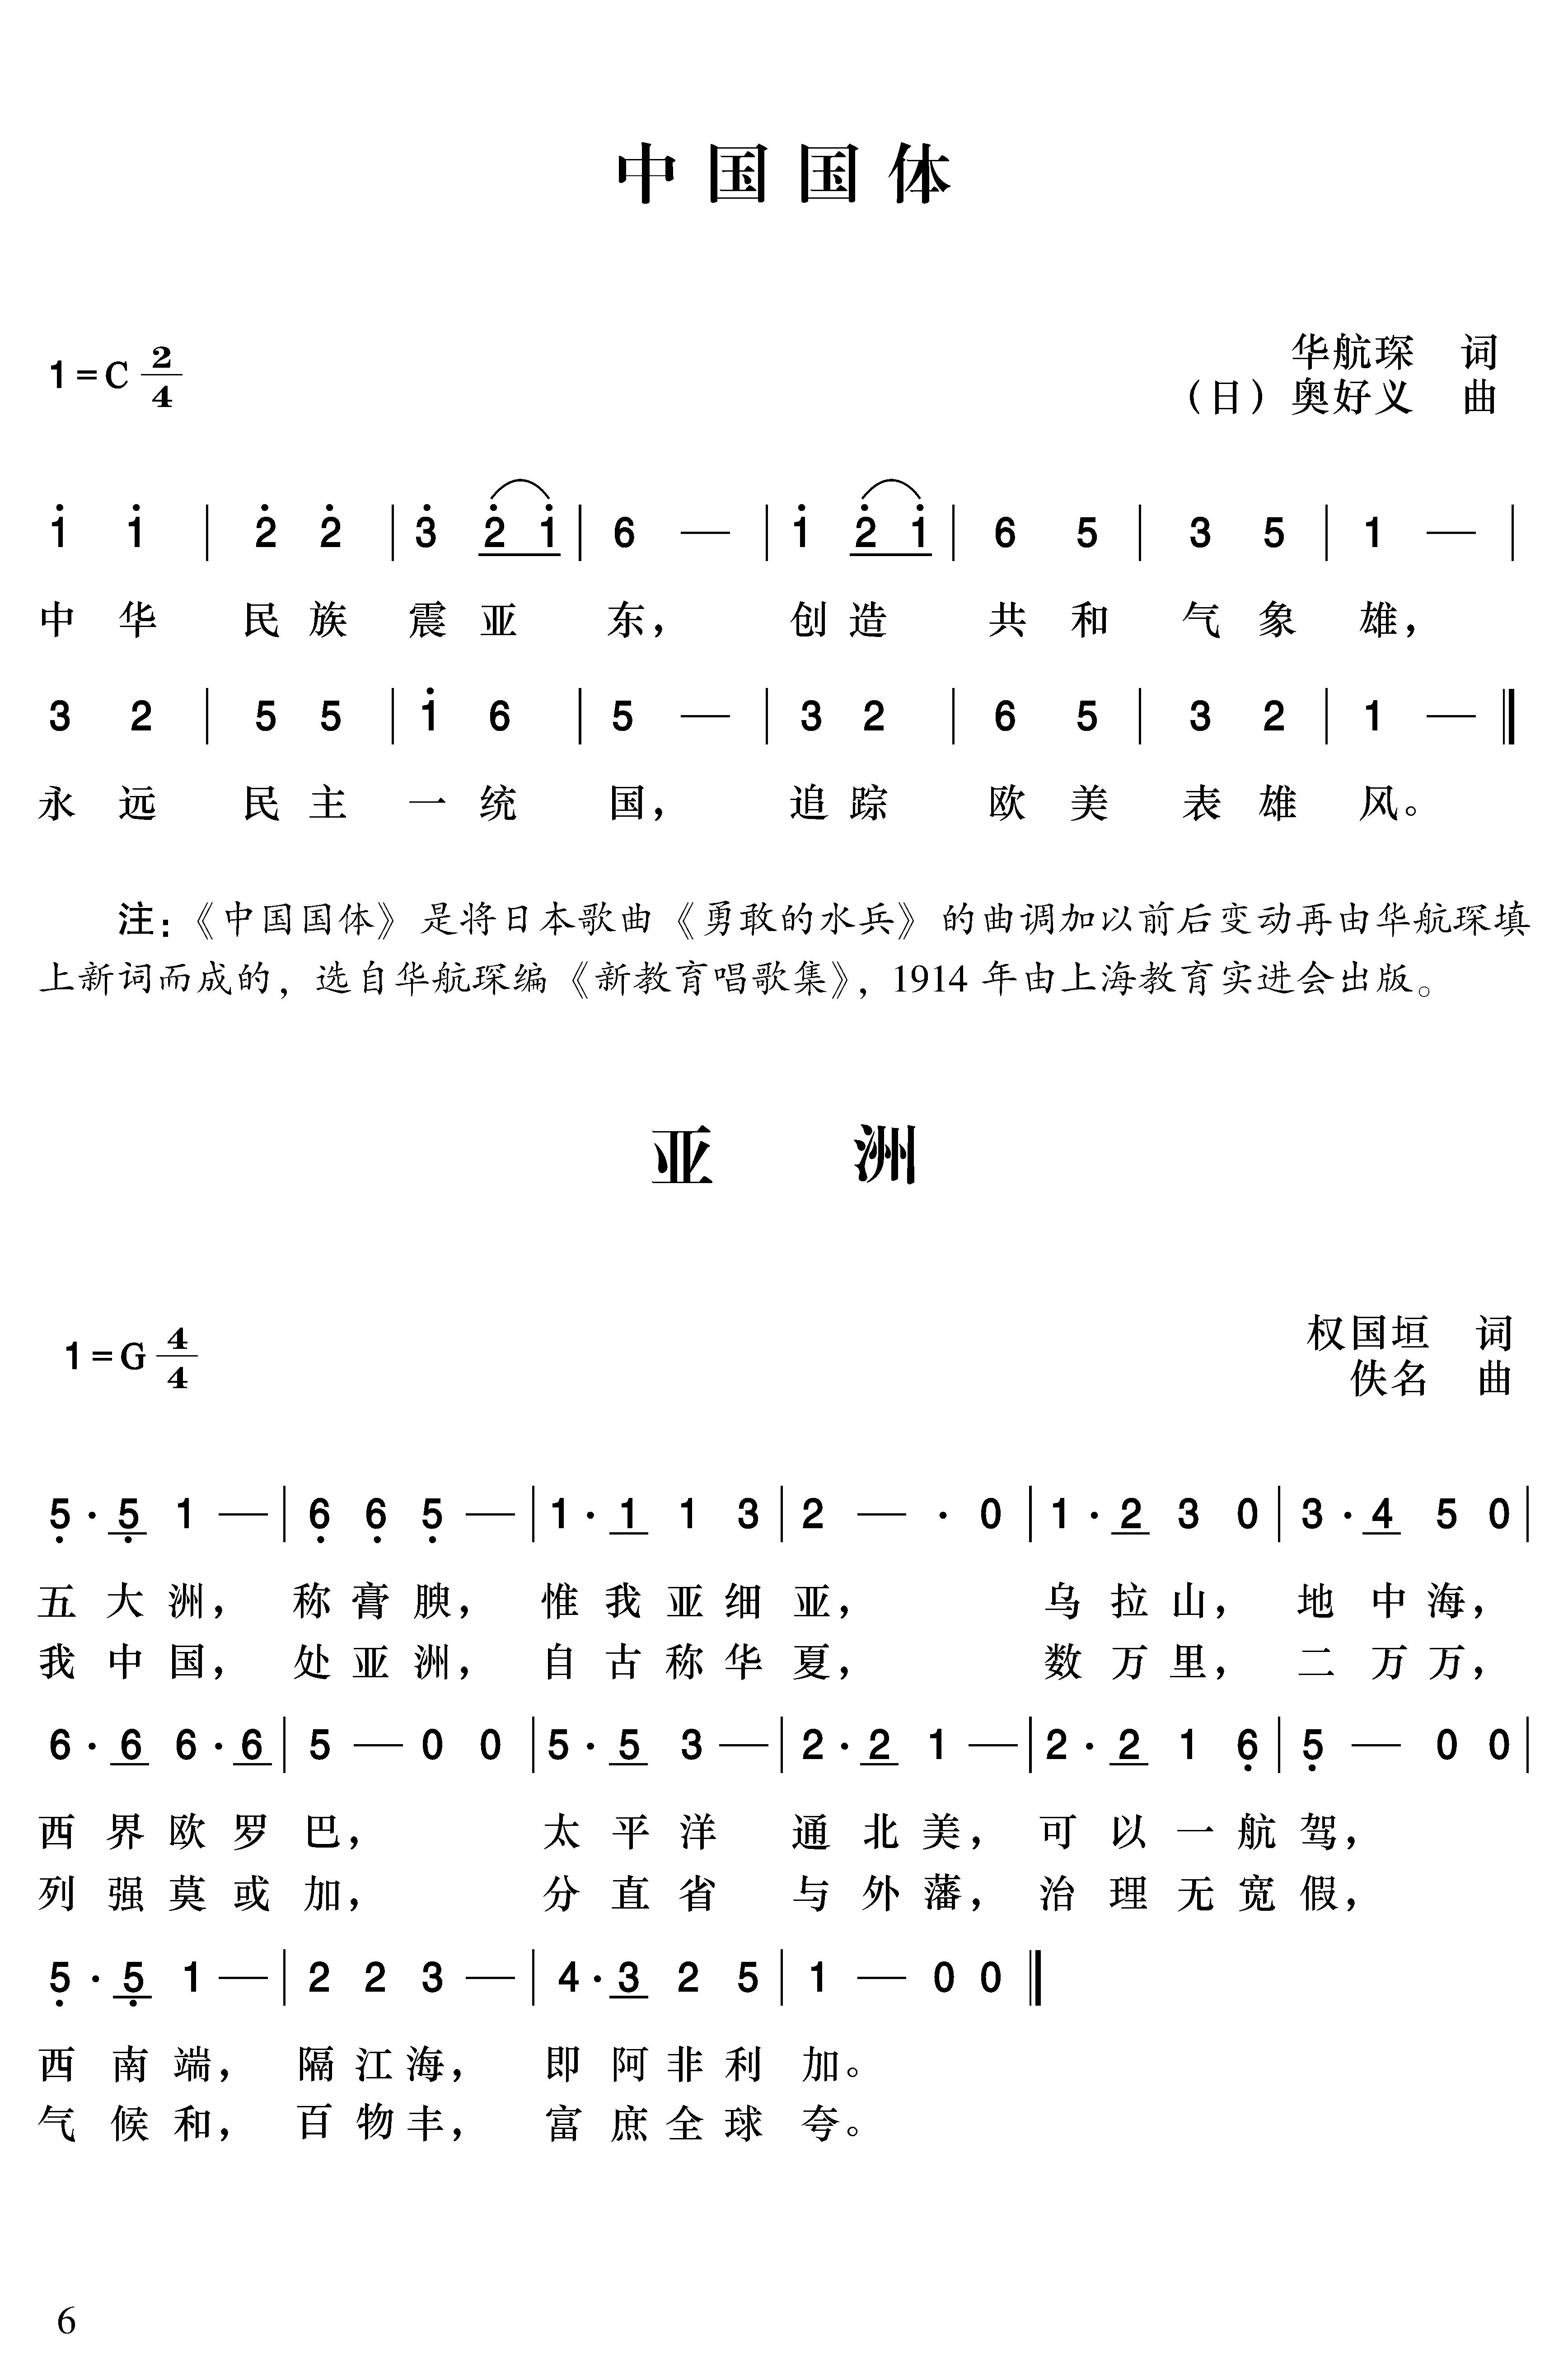 中国国体
1=C 2/4
华航琛 词
（日）奥好义 曲
1̇ 1̇ | 2̇ 2̇ | 3̇ 2̇ 1̇ | 6 — | 1̇ 2̇ 1̇ | 6 5 | 3 5 | 1 — |
中 华 民 族 震 亚 东， 创 造 共 和 气 象 雄，
3 2 | 5 5 | 1̇ 6 | 5 — | 3 2 | 6 5 | 3 2 | 1 — ‖
永 远 民 主 一 统 国， 追 踪 欧 美 表 雄 风。
注：《中国国体》是将日本歌曲《勇敢的水兵》的曲调加以前后变动再由华航琛填
上新词而成的，选自华航琛编《新教育唱歌集》，1914 年由上海教育实进会出版。
亚 洲
1=G 4/4
权国垣 词
佚名 曲
5̣ · 5̣ 1 — | 6̣ 6̣ 5̣ — | 1 · 1 1 3 | 2 — · 0 | 1 · 2 3 0 | 3 · 4 5 0 |
五 大 洲， 称 膏 腴， 惟 我 亚 细 亚， 乌 拉 山， 地 中 海，
我 中 国， 处 亚 洲， 自 古 称 华 夏， 数 万 里， 二 万 万，
6 · 6 6 · 6 | 5 — 0 0 | 5 · 5 3 — | 2 · 2 1 — | 2 · 2 1 6̣ | 5̣ — 0 0 |
西 界 欧 罗 巴， 太 平 洋 通 北 美， 可 以 一 航 驾，
列 强 莫 或 加， 分 直 省 与 外 藩， 治 理 无 宽 假，
5̣ · 5̣ 1 — | 2 2 3 — | 4 · 3 2 5 | 1 — 0 0 ‖
西 南 端， 隔 江 海， 即 阿 非 利 加。
气 候 和， 百 物 丰， 富 庶 全 球 夸。
6